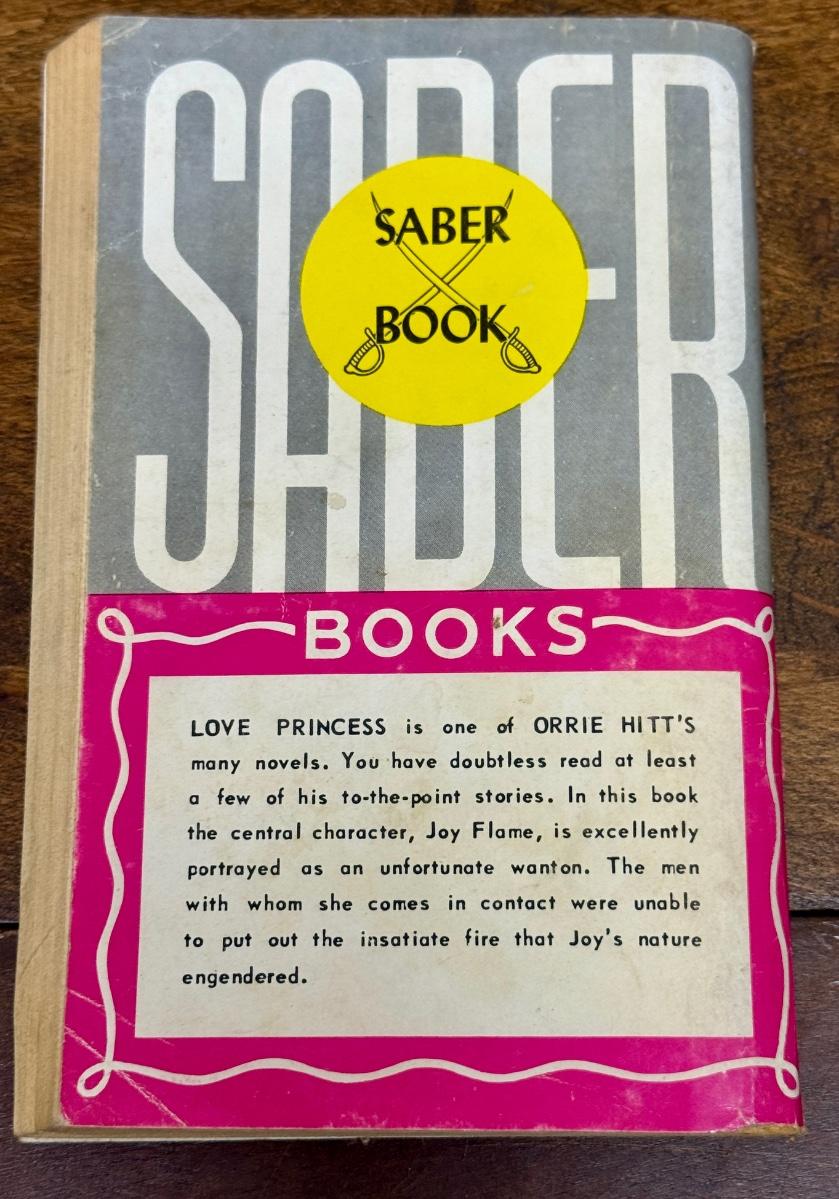 SABER
SABER
BOOK
BOOKS
LOVE PRINCESS is one of ORRIE HITT'S
many novels. You have doubtless read at least
a few of his to-the-point stories. In this book
the central character, Joy Flame, is excellently
portrayed as an unfortunate wanton. The men
with whom she comes in contact were unable
to put out the insatiate fire that Joy's nature
engendered.